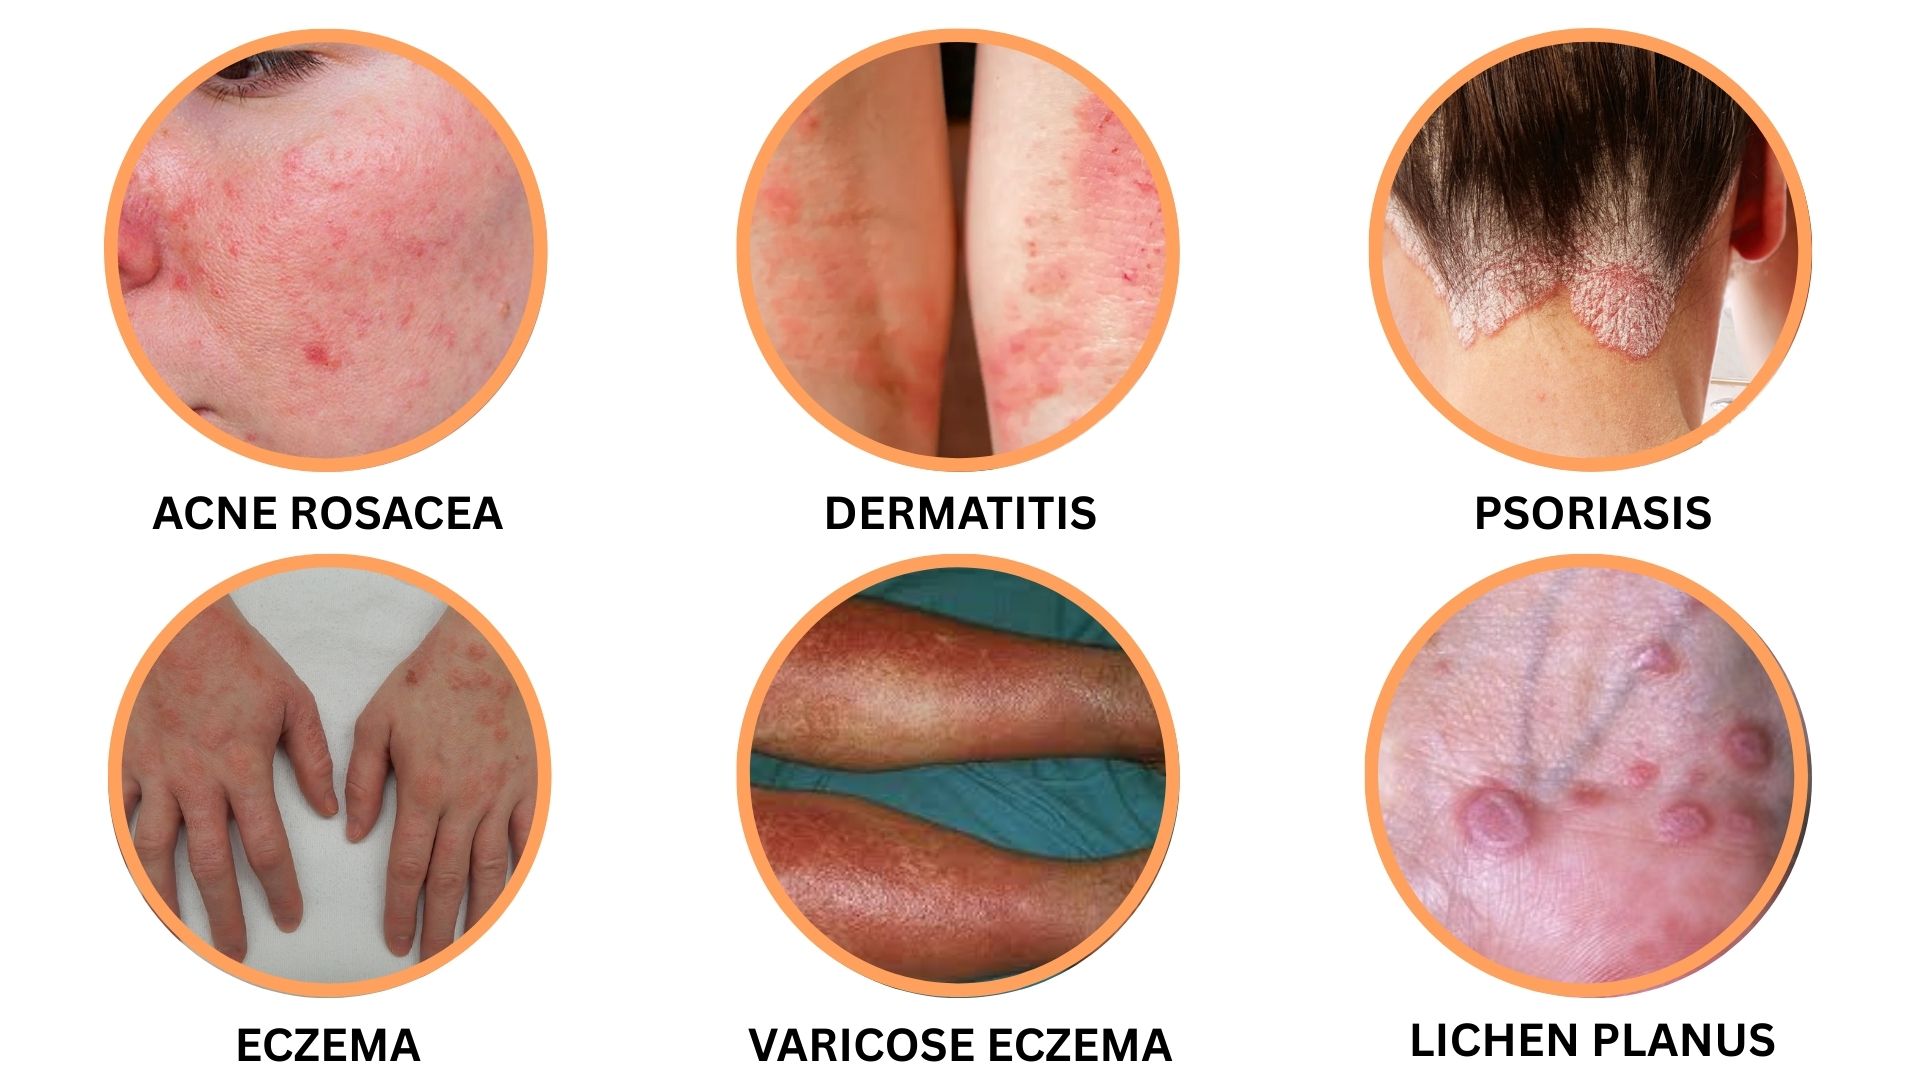 ACNE ROSACEA
DERMATITIS
PSORIASIS
ECZEMA
VARICOSE ECZEMA
LICHEN PLANUS